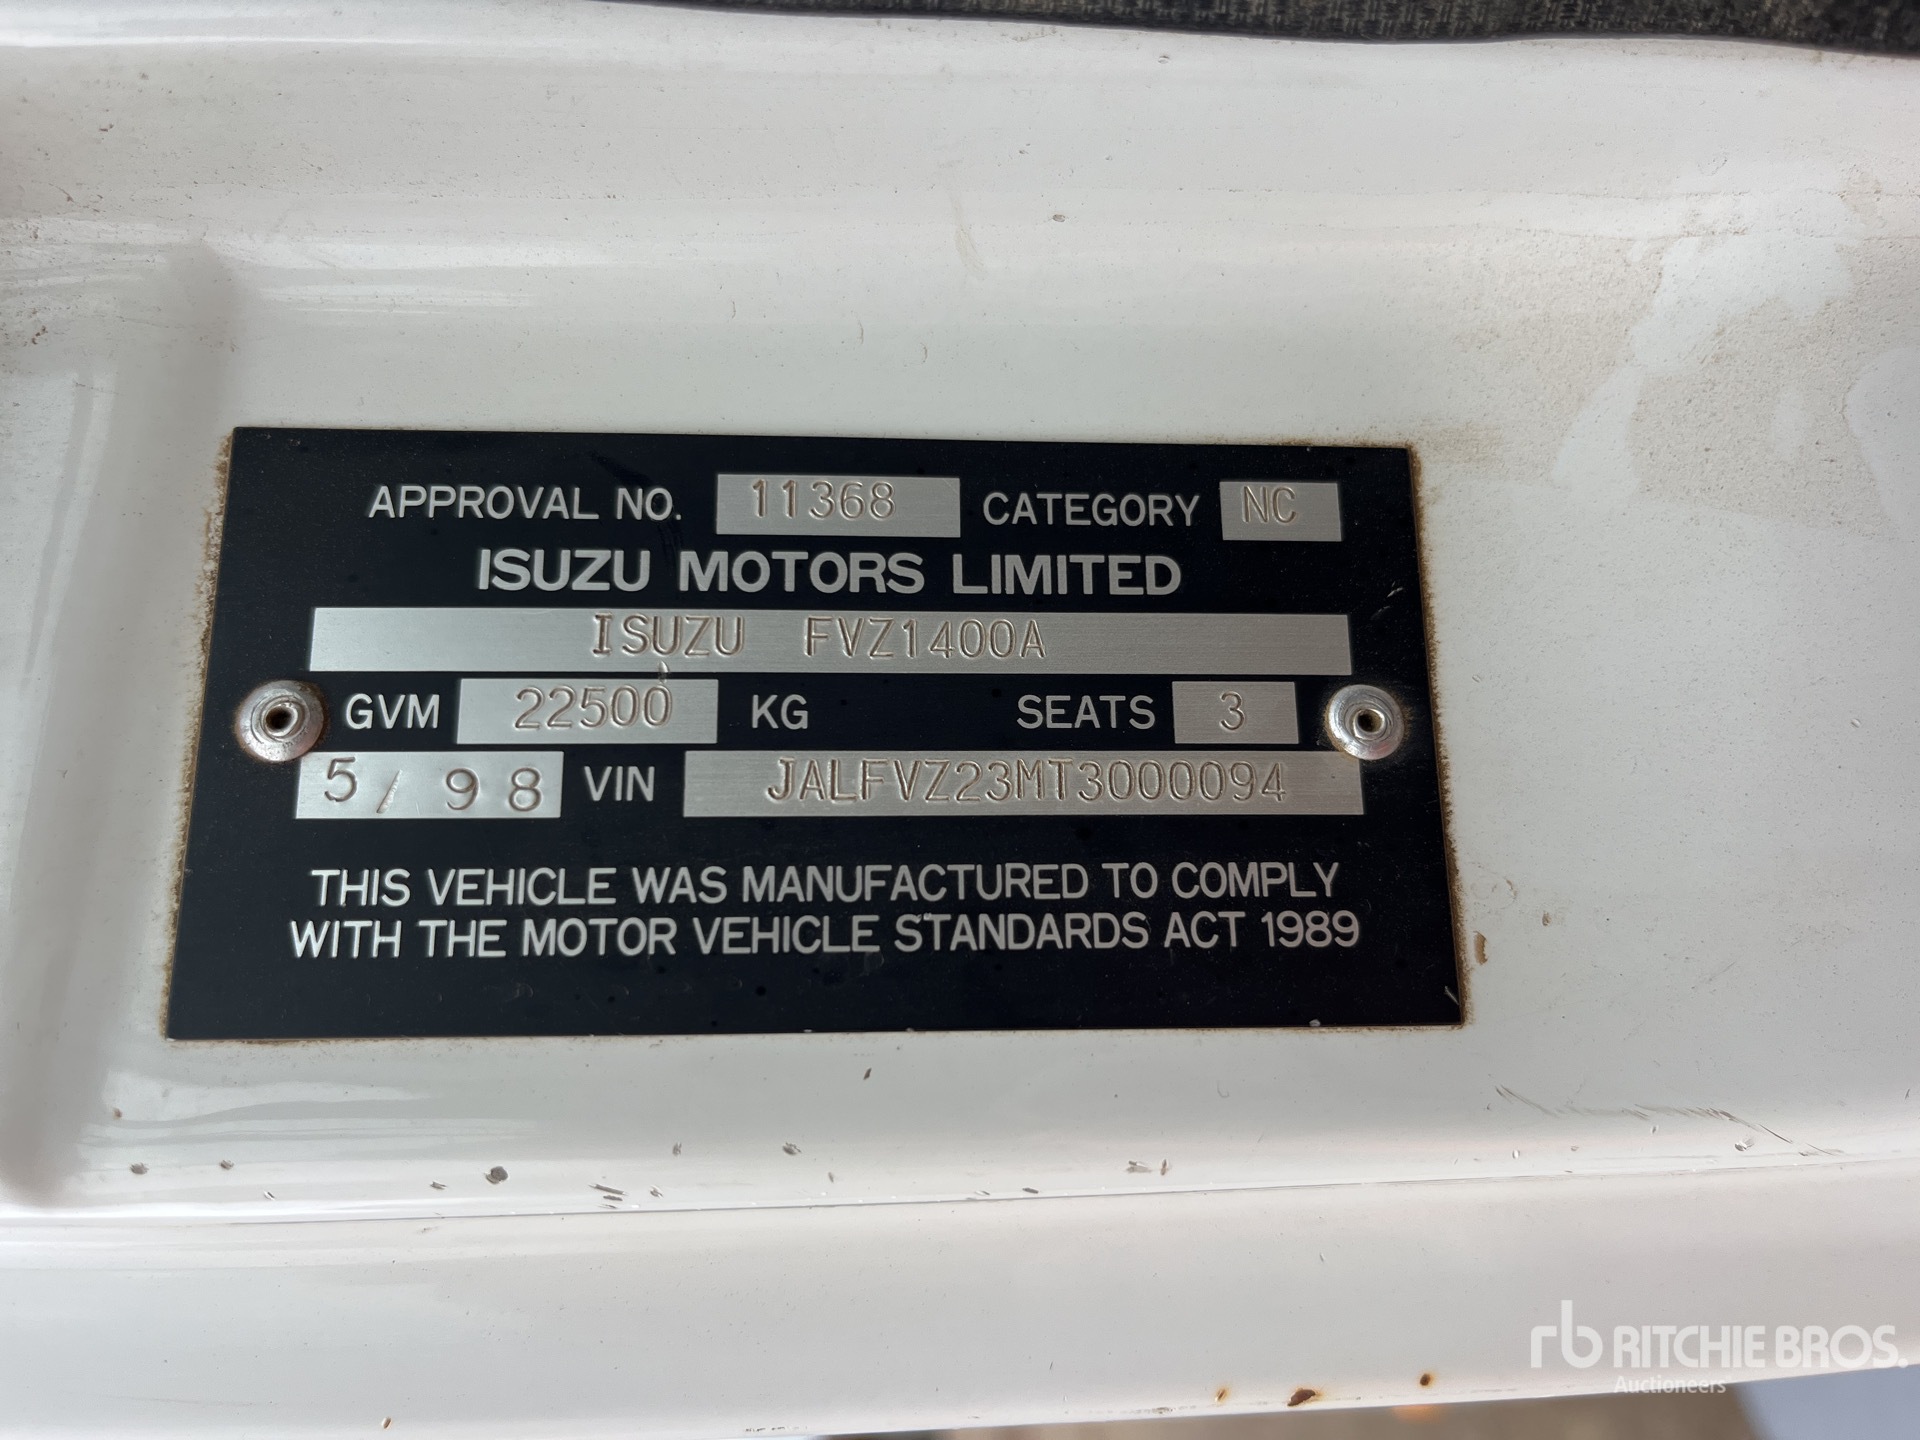 APPROVAL NO. 11368 CATEGORY NC
ISUZU MOTORS LIMITED
ISUZU FVZ1400A
GVM 22500 KG SEATS 3
5/98 VIN JALFVZ23MT3000094
THIS VEHICLE WAS MANUFACTURED TO COMPLY
WITH THE MOTOR VEHICLE STANDARDS ACT 1989
rb RITCHIE BROS.
Auctioneers